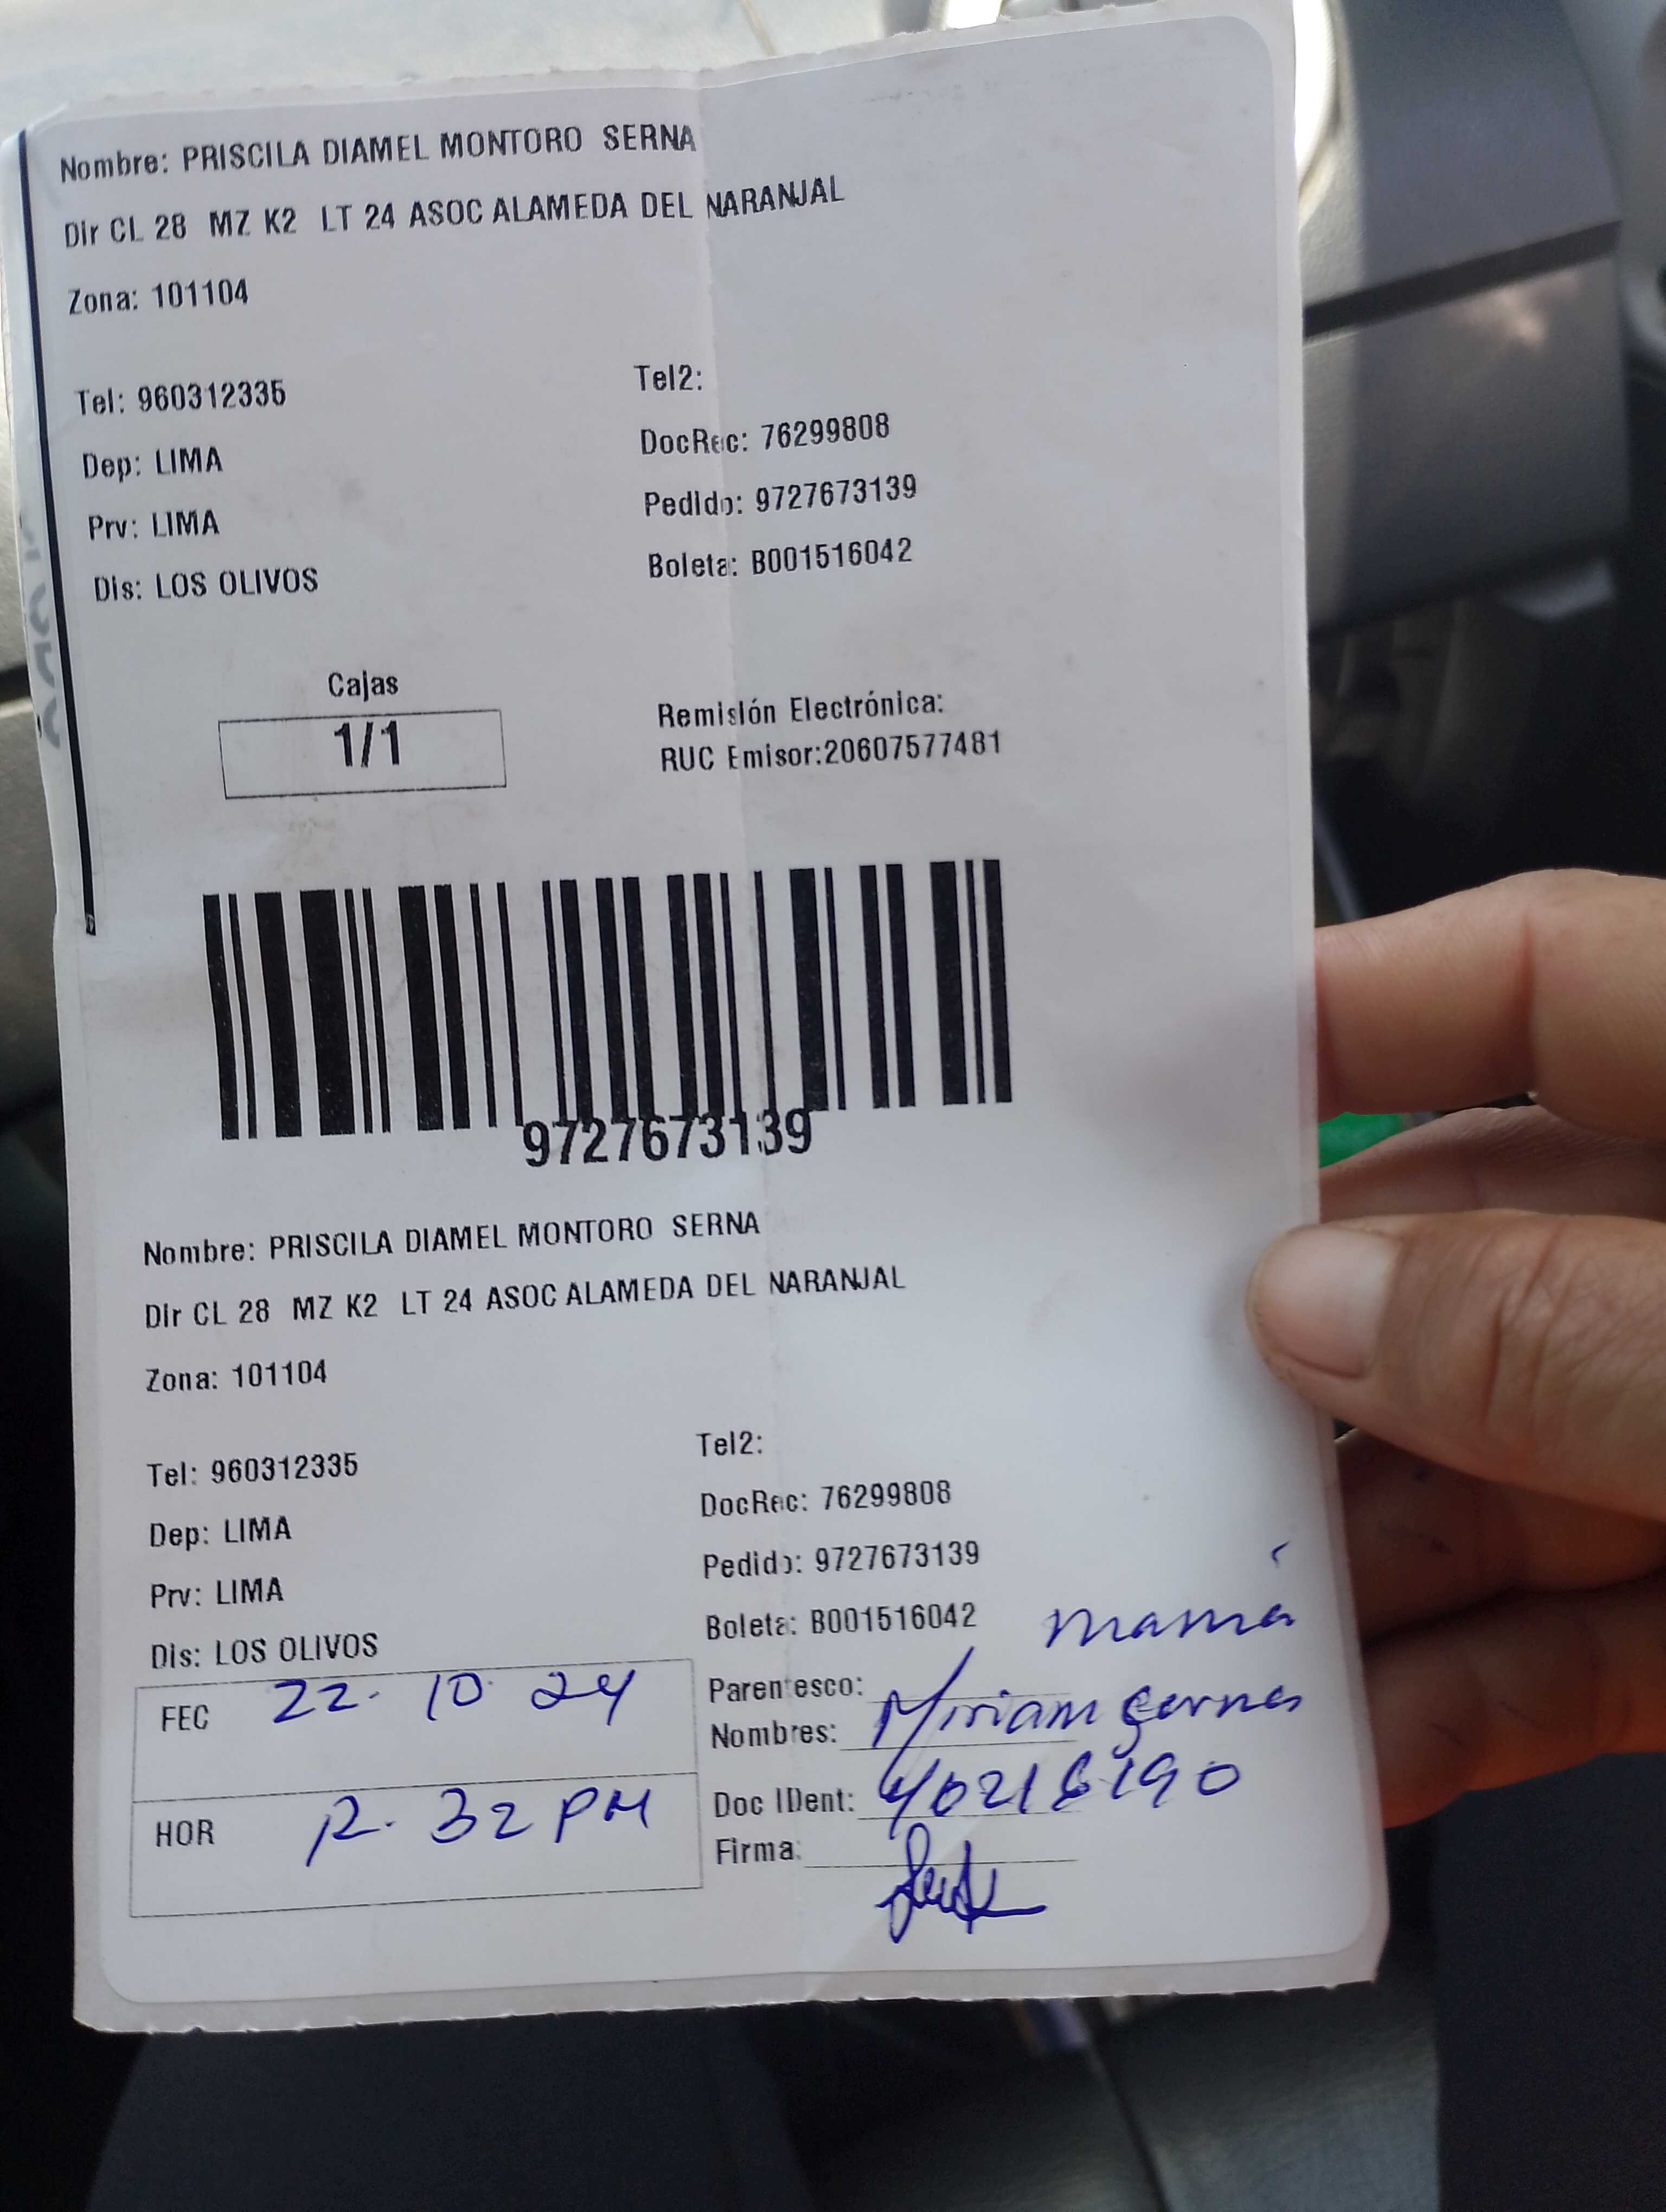 Nombre: PRISCILA DIAMEL MONTORO SERNA
Dir CL 28 MZ K2 LT 24 ASOC ALAMEDA DEL NARANJAL
Zona: 101104
Tel: 960312335
Tel2:
Dep: LIMA
DocRec: 76299808
Prv: LIMA
Pedido: 9727673139
Dis: LOS OLIVOS
Boleta: B001516042
Cajas
1/1
Remisión Electrónica:
RUC Emisor:20607577481
9727673139
Nombre: PRISCILA DIAMEL MONTORO SERNA
Dir CL 28 MZ K2 LT 24 ASOC ALAMEDA DEL NARANJAL
Zona: 101104
Tel: 960312335
Tel2:
Dep: LIMA
DocRec: 76299808
Prv: LIMA
Pedido: 9727673139
Dis: LOS OLIVOS
Boleta: B001516042
mamá
FEC 22. 10. 24
Parentesco:
Nombres: Miriam
HOR 12. 32 PM
Doc IDent:
Firma: